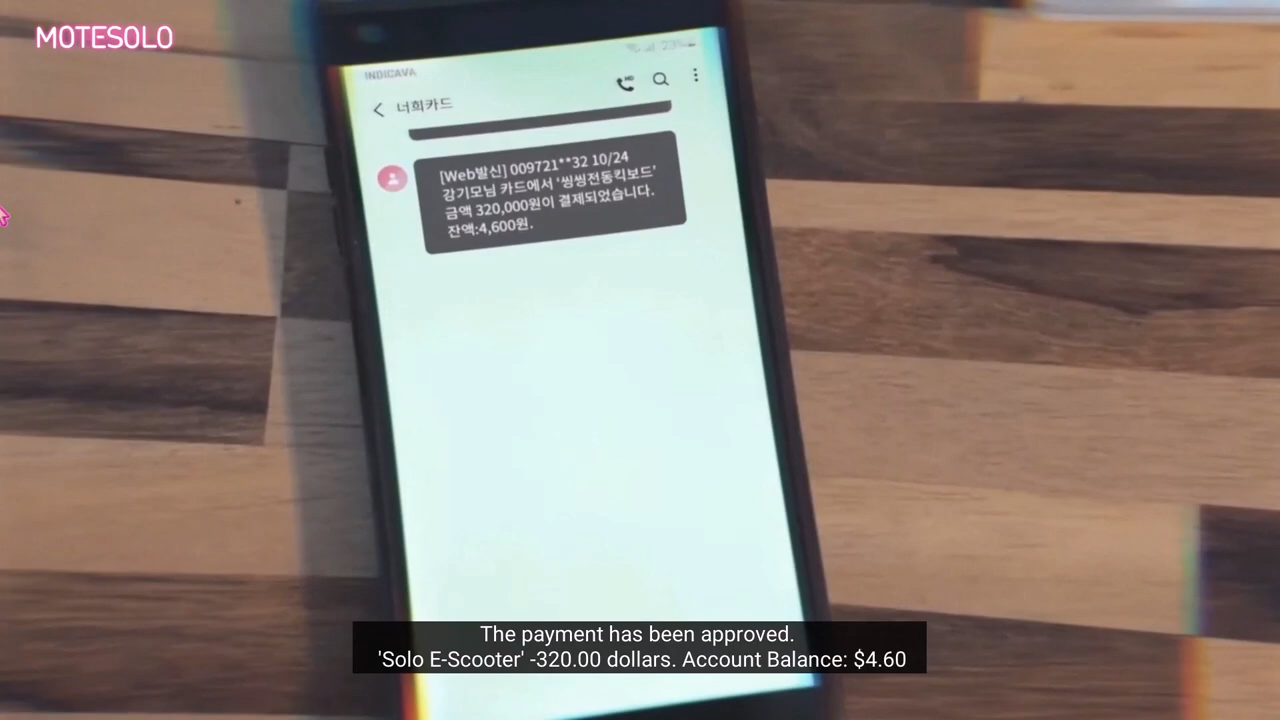 MOTESOLO
INDICAVA
23%
너희카드
HD
[Web발신] 009721**32 10/24
강기모님 카드에서 '씽씽전동킥보드'
금액 320,000원이 결제되었습니다.
잔액:4,600원.
The payment has been approved.
'Solo E-Scooter' -320.00 dollars. Account Balance: $4.60